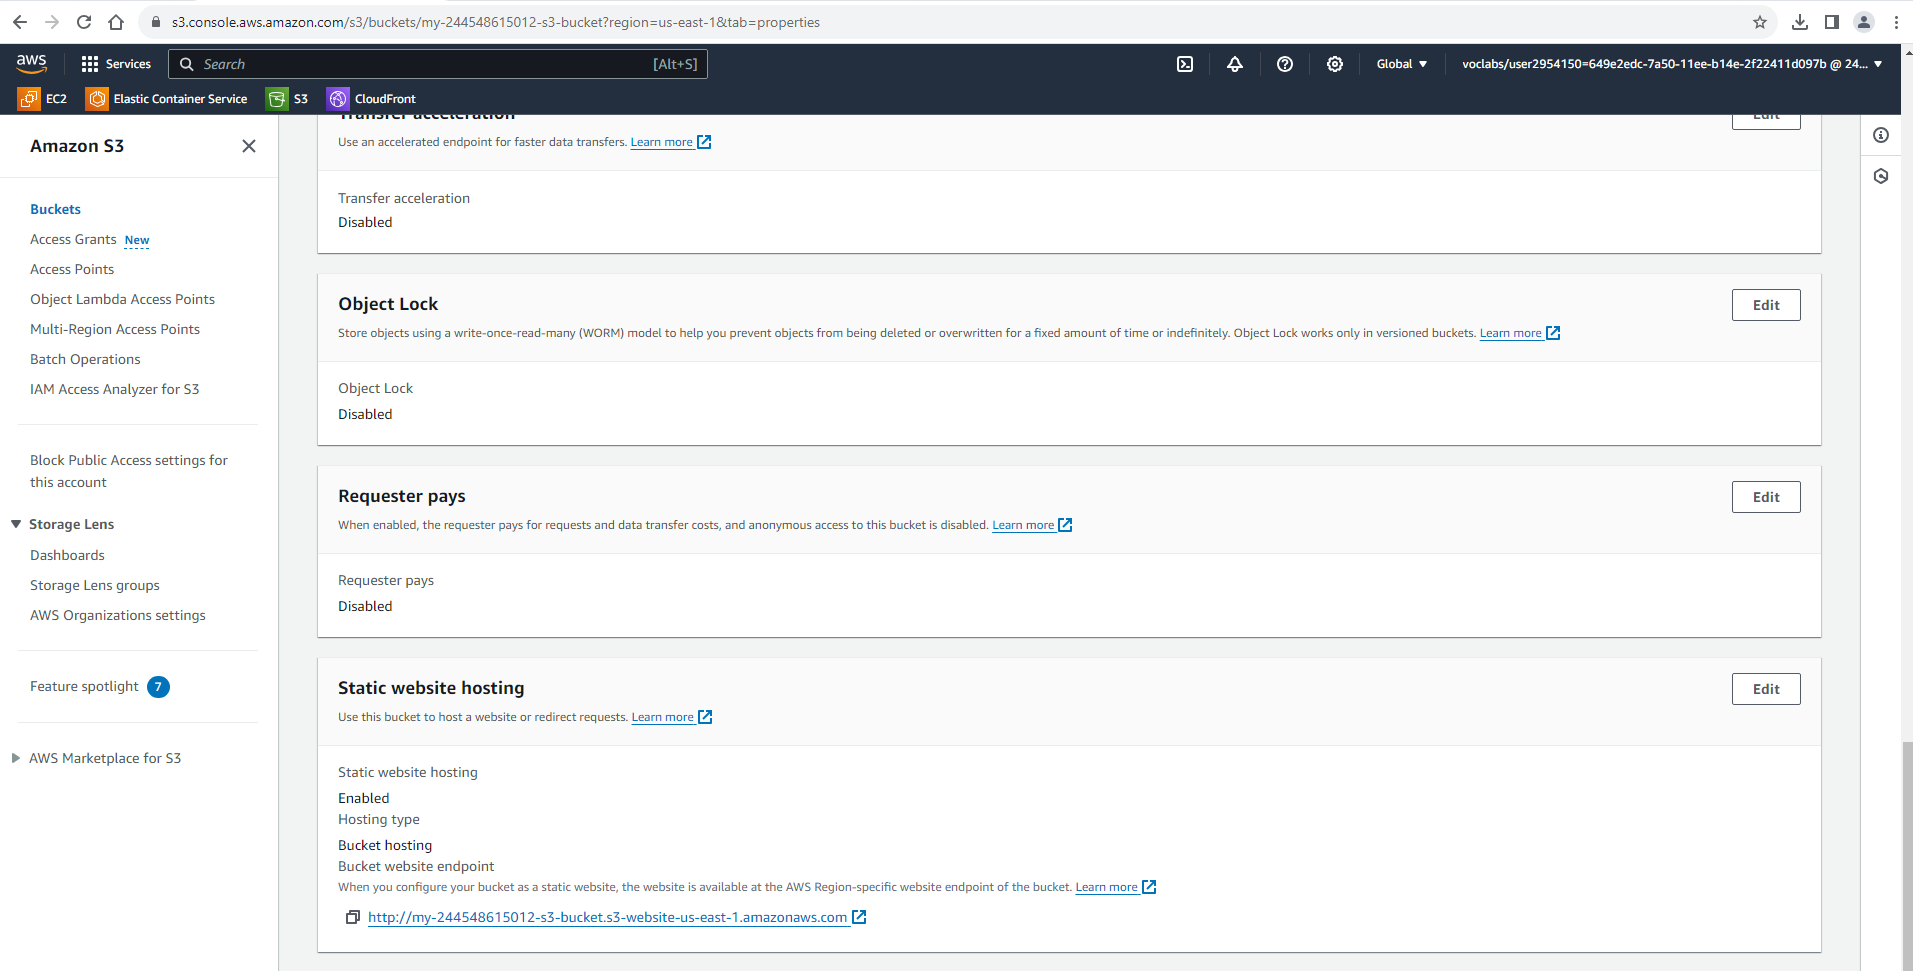 s3.console.aws.amazon.com/s3/buckets/my-244548615012-s3-bucket?region=us-east-1&tab=properties
aws
Services
Search
[Alt+S]
Global
voclabs/user2954150=649e2edc-7a50-11ee-b14e-2f22411d097b @ 24...
EC2
Elastic Container Service
S3
CloudFront
Amazon S3
Buckets
Access Grants New
Access Points
Object Lambda Access Points
Multi-Region Access Points
Batch Operations
IAM Access Analyzer for S3
Block Public Access settings for
this account
Storage Lens
Dashboards
Storage Lens groups
AWS Organizations settings
Feature spotlight 7
AWS Marketplace for S3
Transfer acceleration
Edit
Use an accelerated endpoint for faster data transfers. Learn more
Transfer acceleration
Disabled
Object Lock
Edit
Store objects using a write-once-read-many (WORM) model to help you prevent objects from being deleted or overwritten for a fixed amount of time or indefinitely. Object Lock works only in versioned buckets. Learn more
Object Lock
Disabled
Requester pays
Edit
When enabled, the requester pays for requests and data transfer costs, and anonymous access to this bucket is disabled. Learn more
Requester pays
Disabled
Static website hosting
Edit
Use this bucket to host a website or redirect requests. Learn more
Static website hosting
Enabled
Hosting type
Bucket hosting
Bucket website endpoint
When you configure your bucket as a static website, the website is available at the AWS Region-specific website endpoint of the bucket. Learn more
http://my-244548615012-s3-bucket.s3-website-us-east-1.amazonaws.com